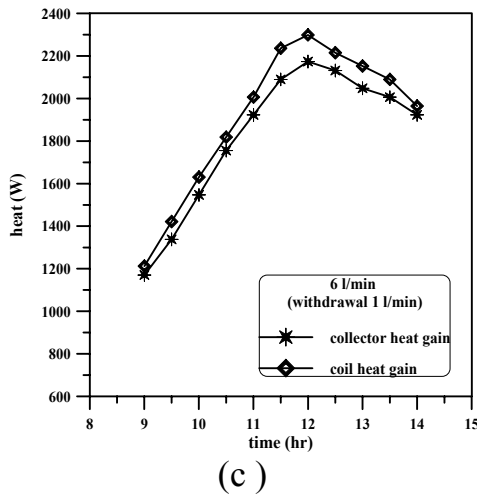 2400
2200
2000
1800
1600
1400
1200
1000
800
600
heat (W)
6 l/min
(withdrawal 1 l/min)
collector heat gain
coil heat gain
8 9 10 11 12 13 14 15
time (hr)
(c )